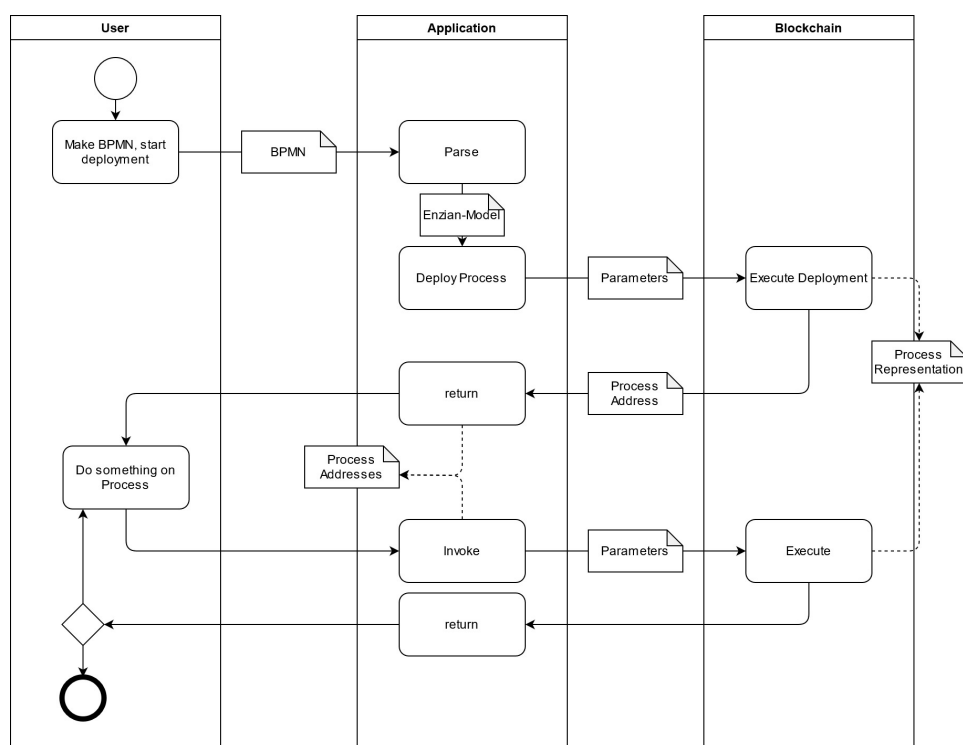 User
Application
Blockchain
Make BPMN, start
deployment
BPMN
Parse
Enzian-Model
Deploy Process
Parameters
Execute Deployment
Process
Representation
return
Process
Address
Do something on
Process
Process
Addresses
Invoke
Parameters
Execute
return